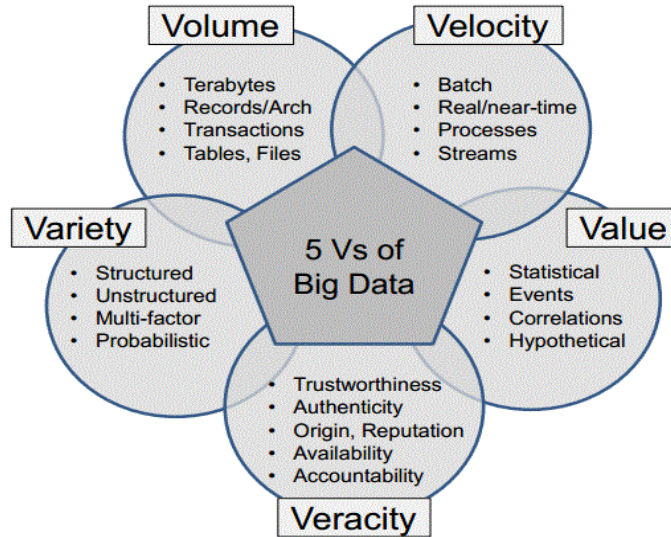 Volume
• Terabytes
• Records/Arch
• Transactions
• Tables, Files
Velocity
• Batch
• Real/near-time
• Processes
• Streams
Variety
• Structured
• Unstructured
• Multi-factor
• Probabilistic
5 Vs of
Big Data
Value
• Statistical
• Events
• Correlations
• Hypothetical
• Trustworthiness
• Authenticity
• Origin, Reputation
• Availability
• Accountability
Veracity